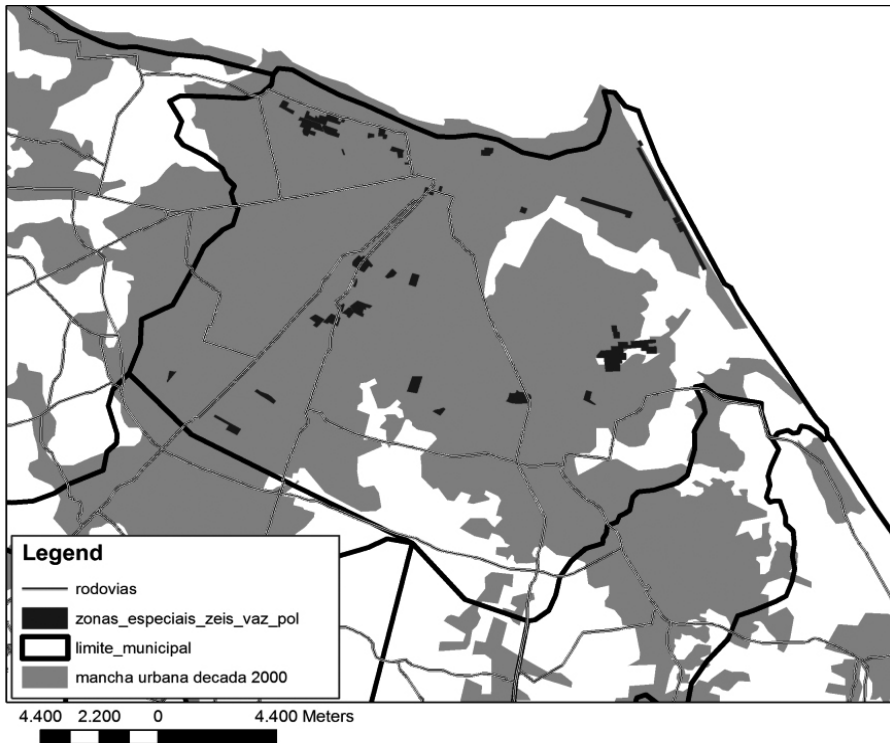 Legend
rodovias
zonas_especiais_zeis_vaz_pol
limite_municipal
mancha urbana decada 2000
4.400 2.200 0 4.400 Meters